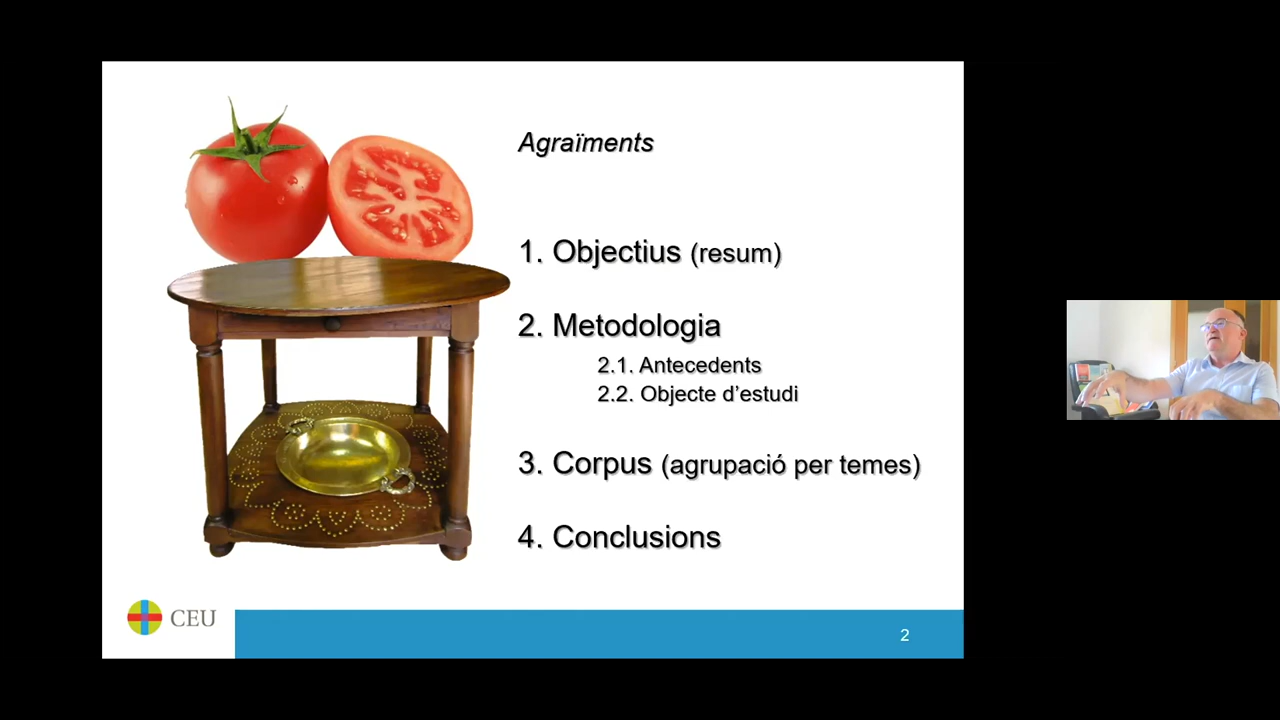 Agraïments
1. Objectius (resum)
2. Metodologia
2.1. Antecedents
2.2. Objecte d'estudi
3. Corpus (agrupació per temes)
4. Conclusions
CEU
2